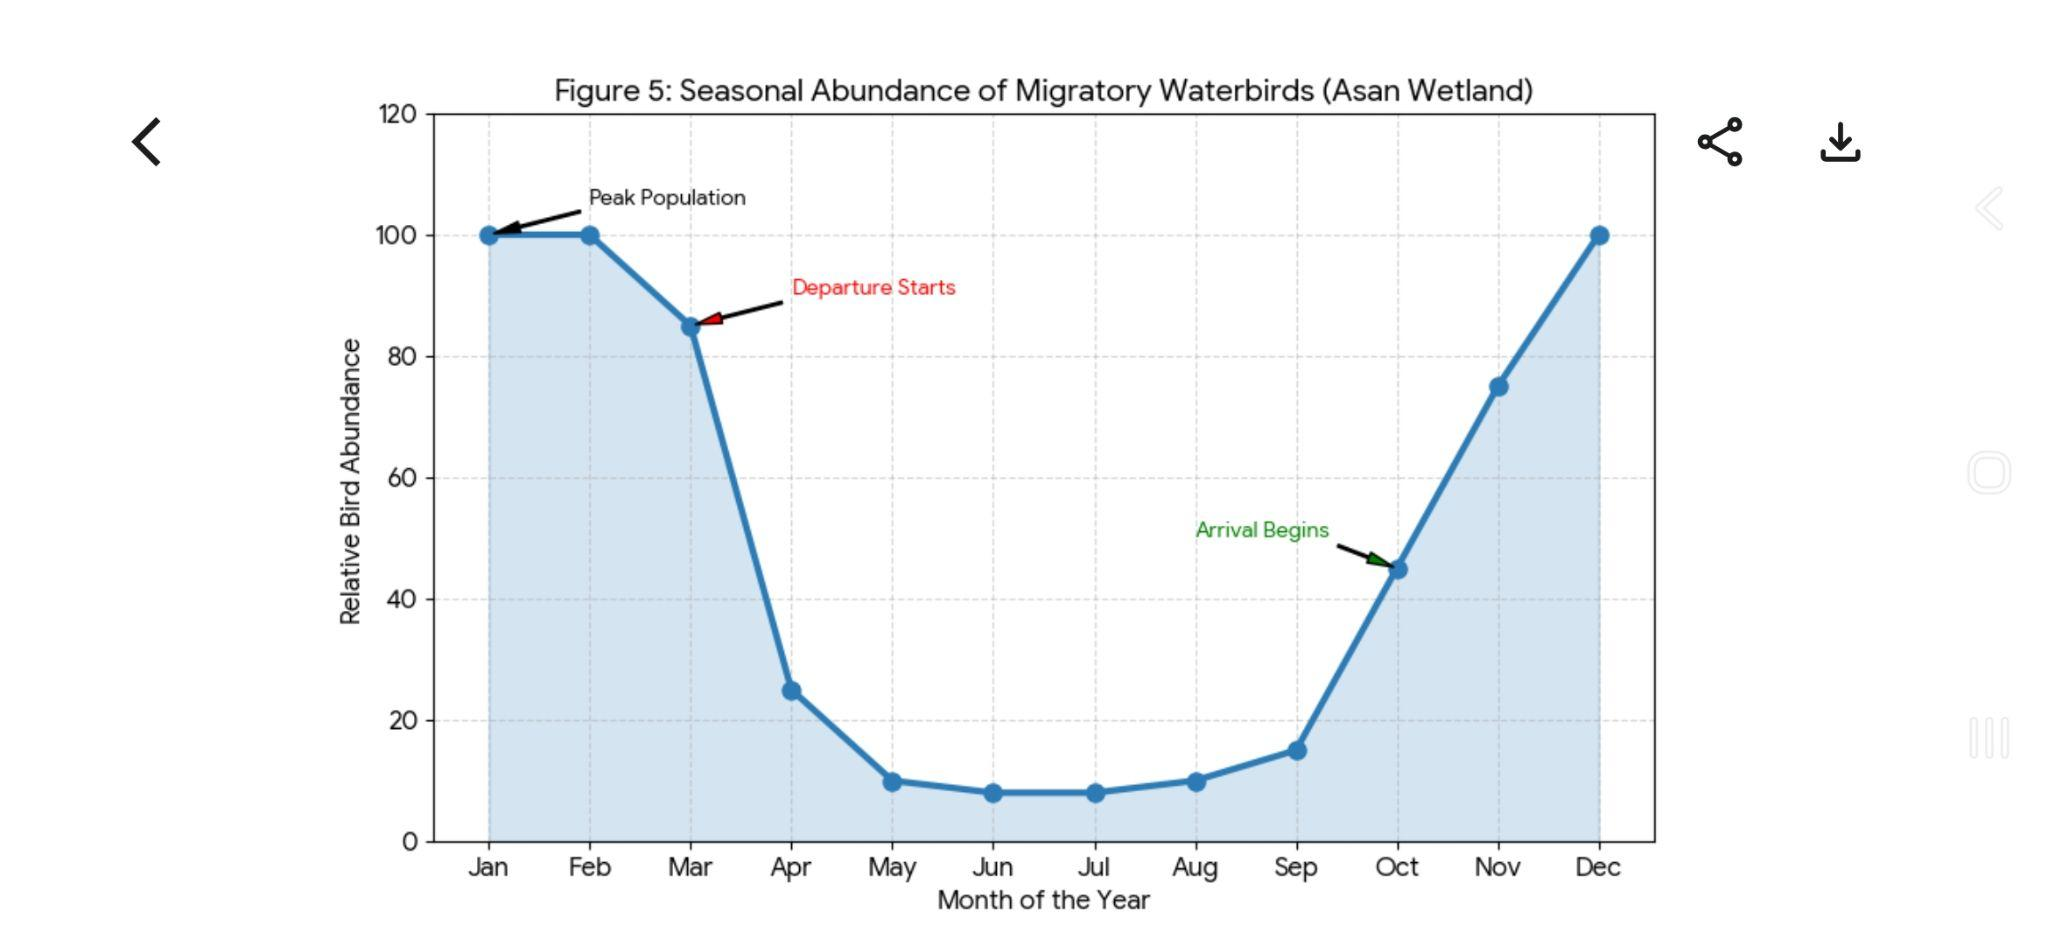 Figure 5: Seasonal Abundance of Migratory Waterbirds (Asan Wetland)
120
100
80
60
40
20
0
Relative Bird Abundance
Peak Population
Departure Starts
Arrival Begins
Jan Feb Mar Apr May Jun Jul Aug Sep Oct Nov Dec
Month of the Year